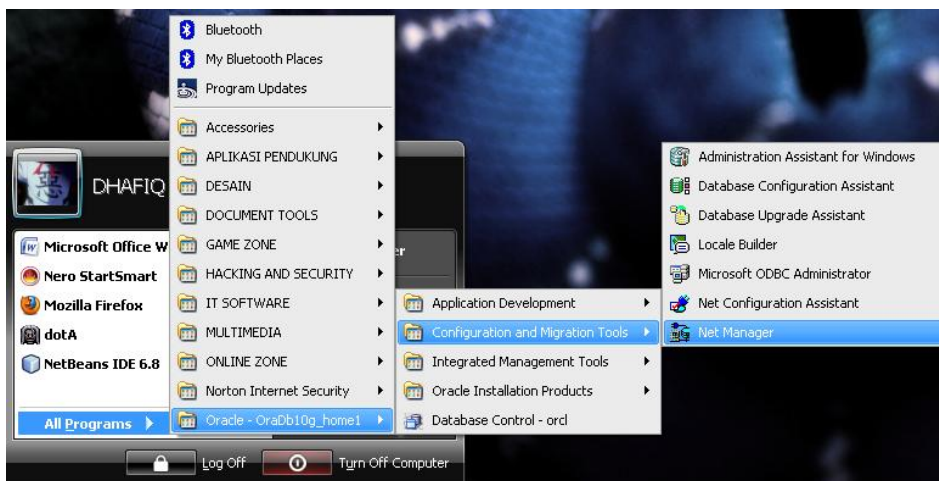 Bluetooth
My Bluetooth Places
Program Updates
Accessories
APLIKASI PENDUKUNG
DESAIN
DOCUMENT TOOLS
GAME ZONE
HACKING AND SECURITY
IT SOFTWARE
MULTIMEDIA
ONLINE ZONE
Norton Internet Security
Oracle - OraDb10g_home1
DHAFIQ
Microsoft Office W
Nero StartSmart
Mozilla Firefox
dotA
NetBeans IDE 6.8
All Programs
Log Off
Turn Off Computer
Application Development
Configuration and Migration Tools
Integrated Management Tools
Oracle Installation Products
Database Control - orcl
Administration Assistant for Windows
Database Configuration Assistant
Database Upgrade Assistant
Locale Builder
Microsoft ODBC Administrator
Net Configuration Assistant
Net Manager